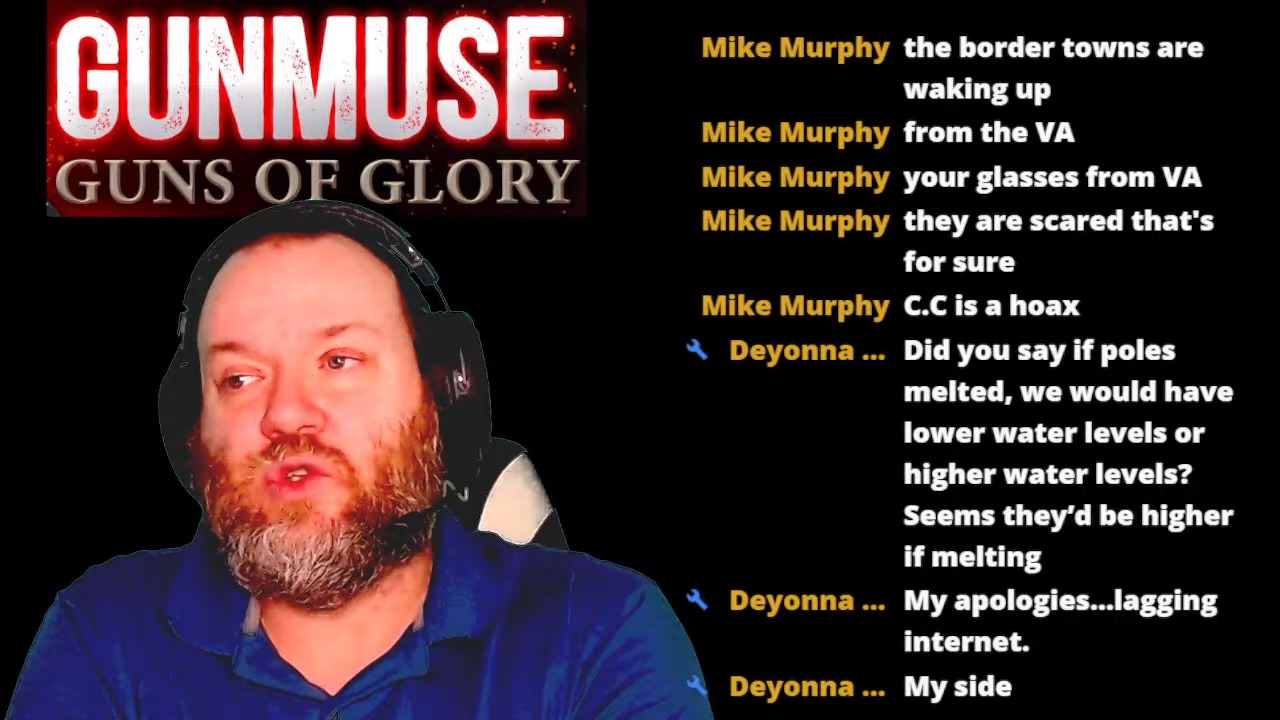 GUNMUSE
GUNS OF GLORY
Mike Murphy the border towns are
waking up
Mike Murphy from the VA
Mike Murphy your glasses from VA
Mike Murphy they are scared that's
for sure
Mike Murphy C.C is a hoax
Deyonna ... Did you say if poles
melted, we would have
lower water levels or
higher water levels?
Seems they’d be higher
if melting
Deyonna ... My apologies...lagging
internet.
Deyonna ... My side